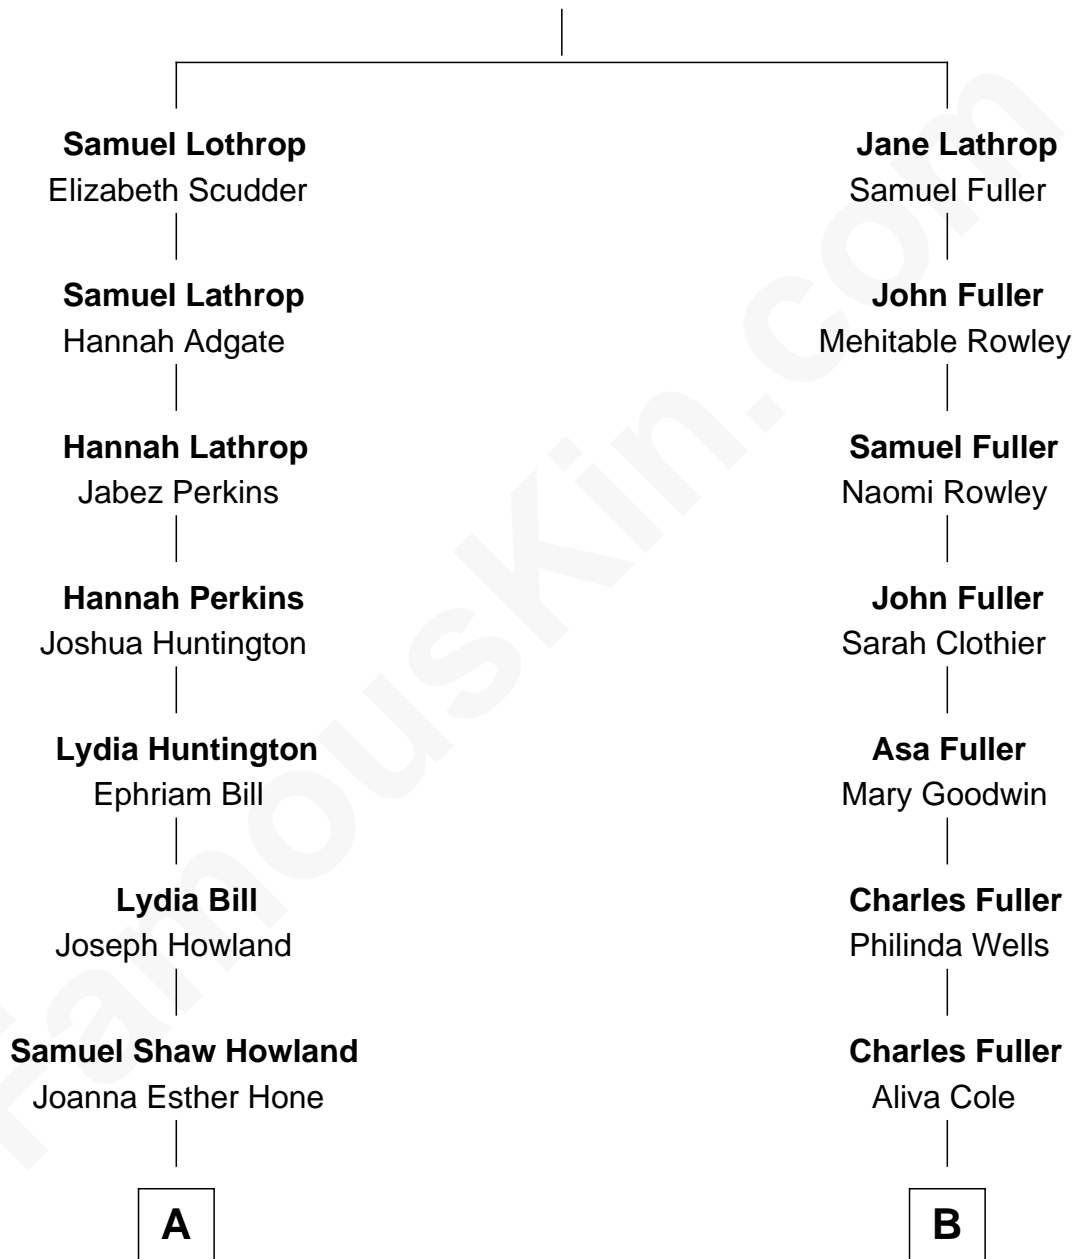 Samuel Lothrop
Elizabeth Scudder
Samuel Lathrop
Hannah Adgate
Hannah Lathrop
Jabez Perkins
Hannah Perkins
Joshua Huntington
Lydia Huntington
Ephriam Bill
Lydia Bill
Joseph Howland
Samuel Shaw Howland
Joanna Esther Hone
A
Jane Lathrop
Samuel Fuller
John Fuller
Mehitable Rowley
Samuel Fuller
Naomi Rowley
John Fuller
Sarah Clothier
Asa Fuller
Mary Goodwin
Charles Fuller
Philinda Wells
Charles Fuller
Aliva Cole
B
FamousKin.com